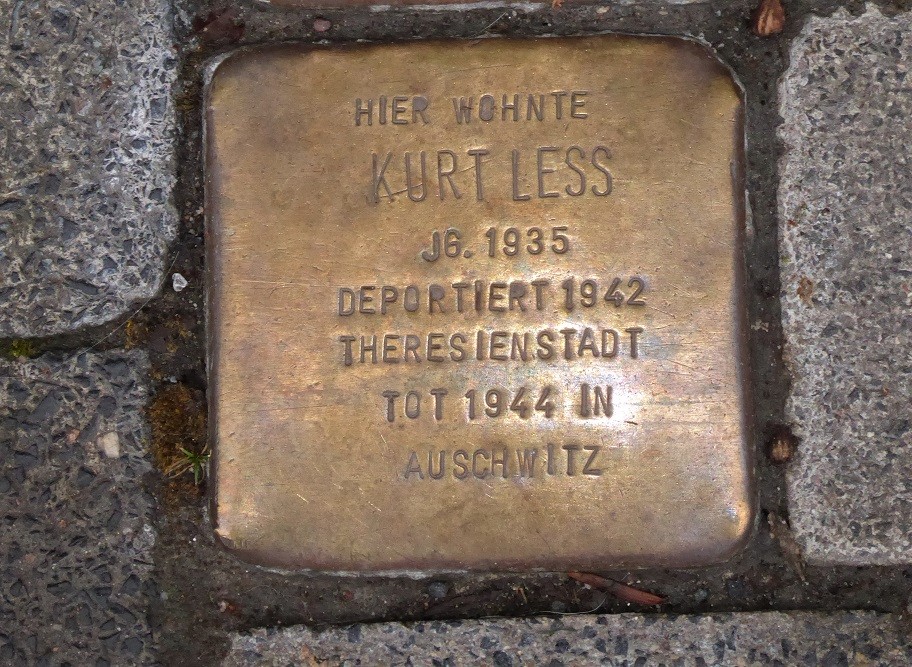 HIER WOHNTE
KURT LESS
JG. 1935
DEPORTIERT 1942
THERESIENSTADT
TOT 1944 IN
AUSCHWITZ